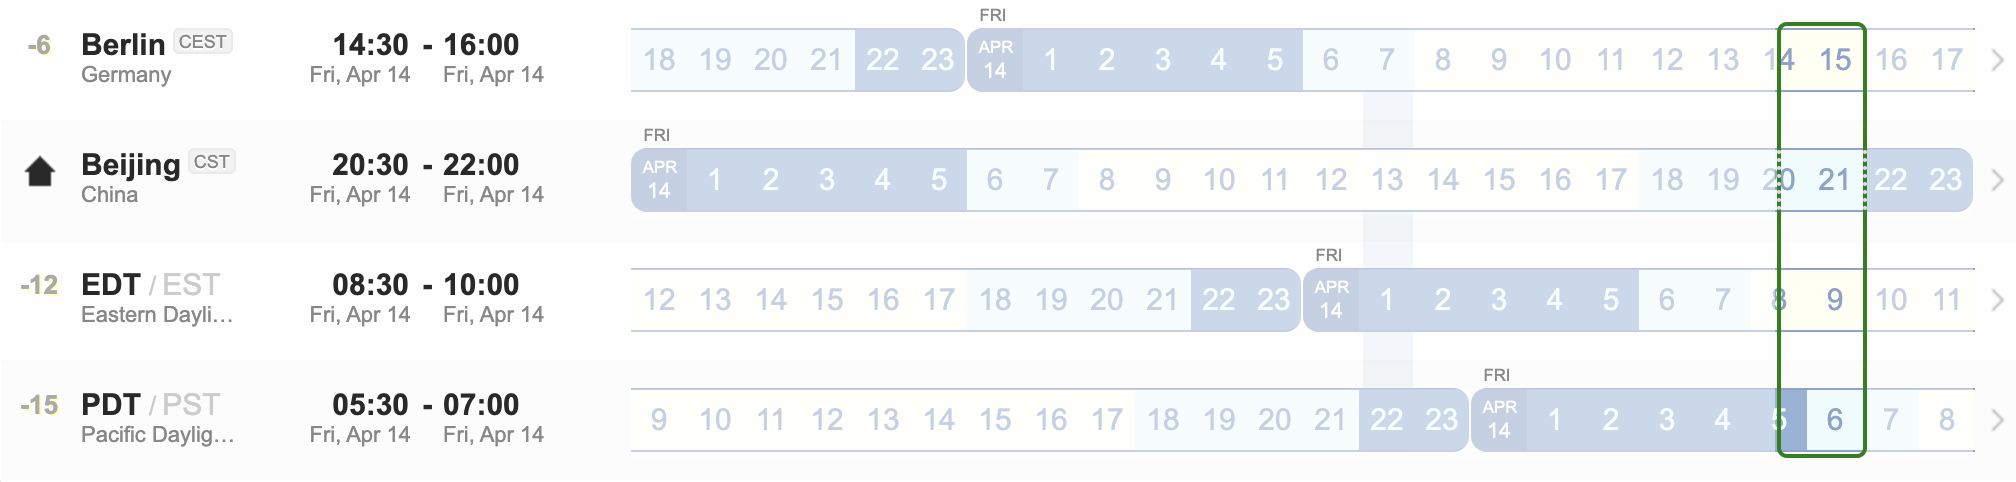 FRI
-6 Berlin CEST 14:30 - 16:00 18 19 20 21 22 23 APR 14 1 2 3 4 5 6 7 8 9 10 11 12 13 14 15 16 17
Germany Fri, Apr 14 Fri, Apr 14
FRI
Beijing CST 20:30 - 22:00 APR 14 1 2 3 4 5 6 7 8 9 10 11 12 13 14 15 16 17 18 19 20 21 22 23
China Fri, Apr 14 Fri, Apr 14
FRI
-12 EDT / EST 08:30 - 10:00 12 13 14 15 16 17 18 19 20 21 22 23 APR 14 1 2 3 4 5 6 7 8 9 10 11
Eastern Dayli... Fri, Apr 14 Fri, Apr 14
FRI
-15 PDT / PST 05:30 - 07:00 9 10 11 12 13 14 15 16 17 18 19 20 21 22 23 APR 14 1 2 3 4 5 6 7 8
Pacific Daylig... Fri, Apr 14 Fri, Apr 14